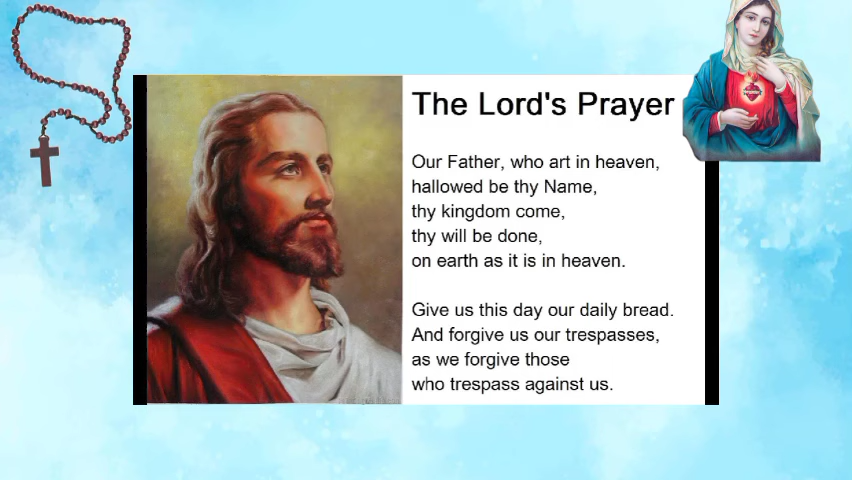 The Lord's Prayer
Our Father, who art in heaven,
hallowed be thy Name,
thy kingdom come,
thy will be done,
on earth as it is in heaven.
Give us this day our daily bread.
And forgive us our trespasses,
as we forgive those
who trespass against us.